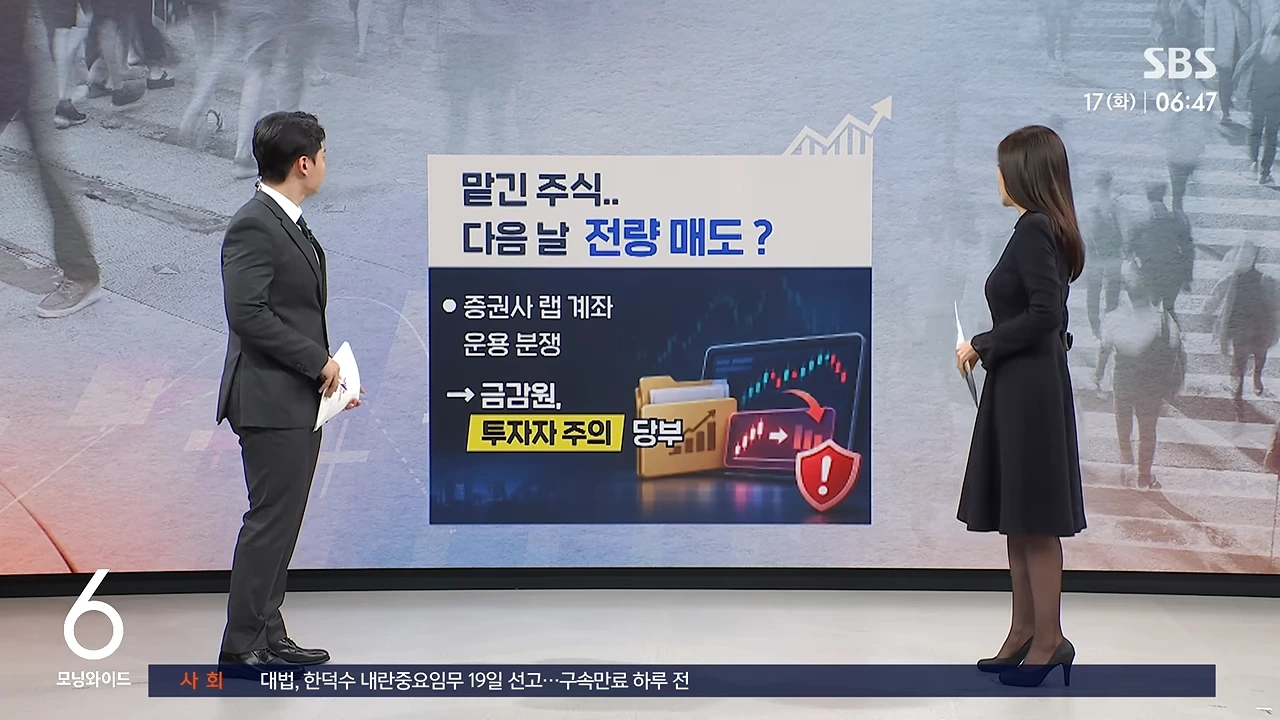 SBS
17(화) | 06:47
맡긴 주식..
다음 날 전량 매도?
● 증권사 랩 계좌
운용 분쟁
→ 금감원,
투자자 주의 당부
6
모닝와이드
사 회 대법, 한덕수 내란중요임무 19일 선고…구속만료 하루 전